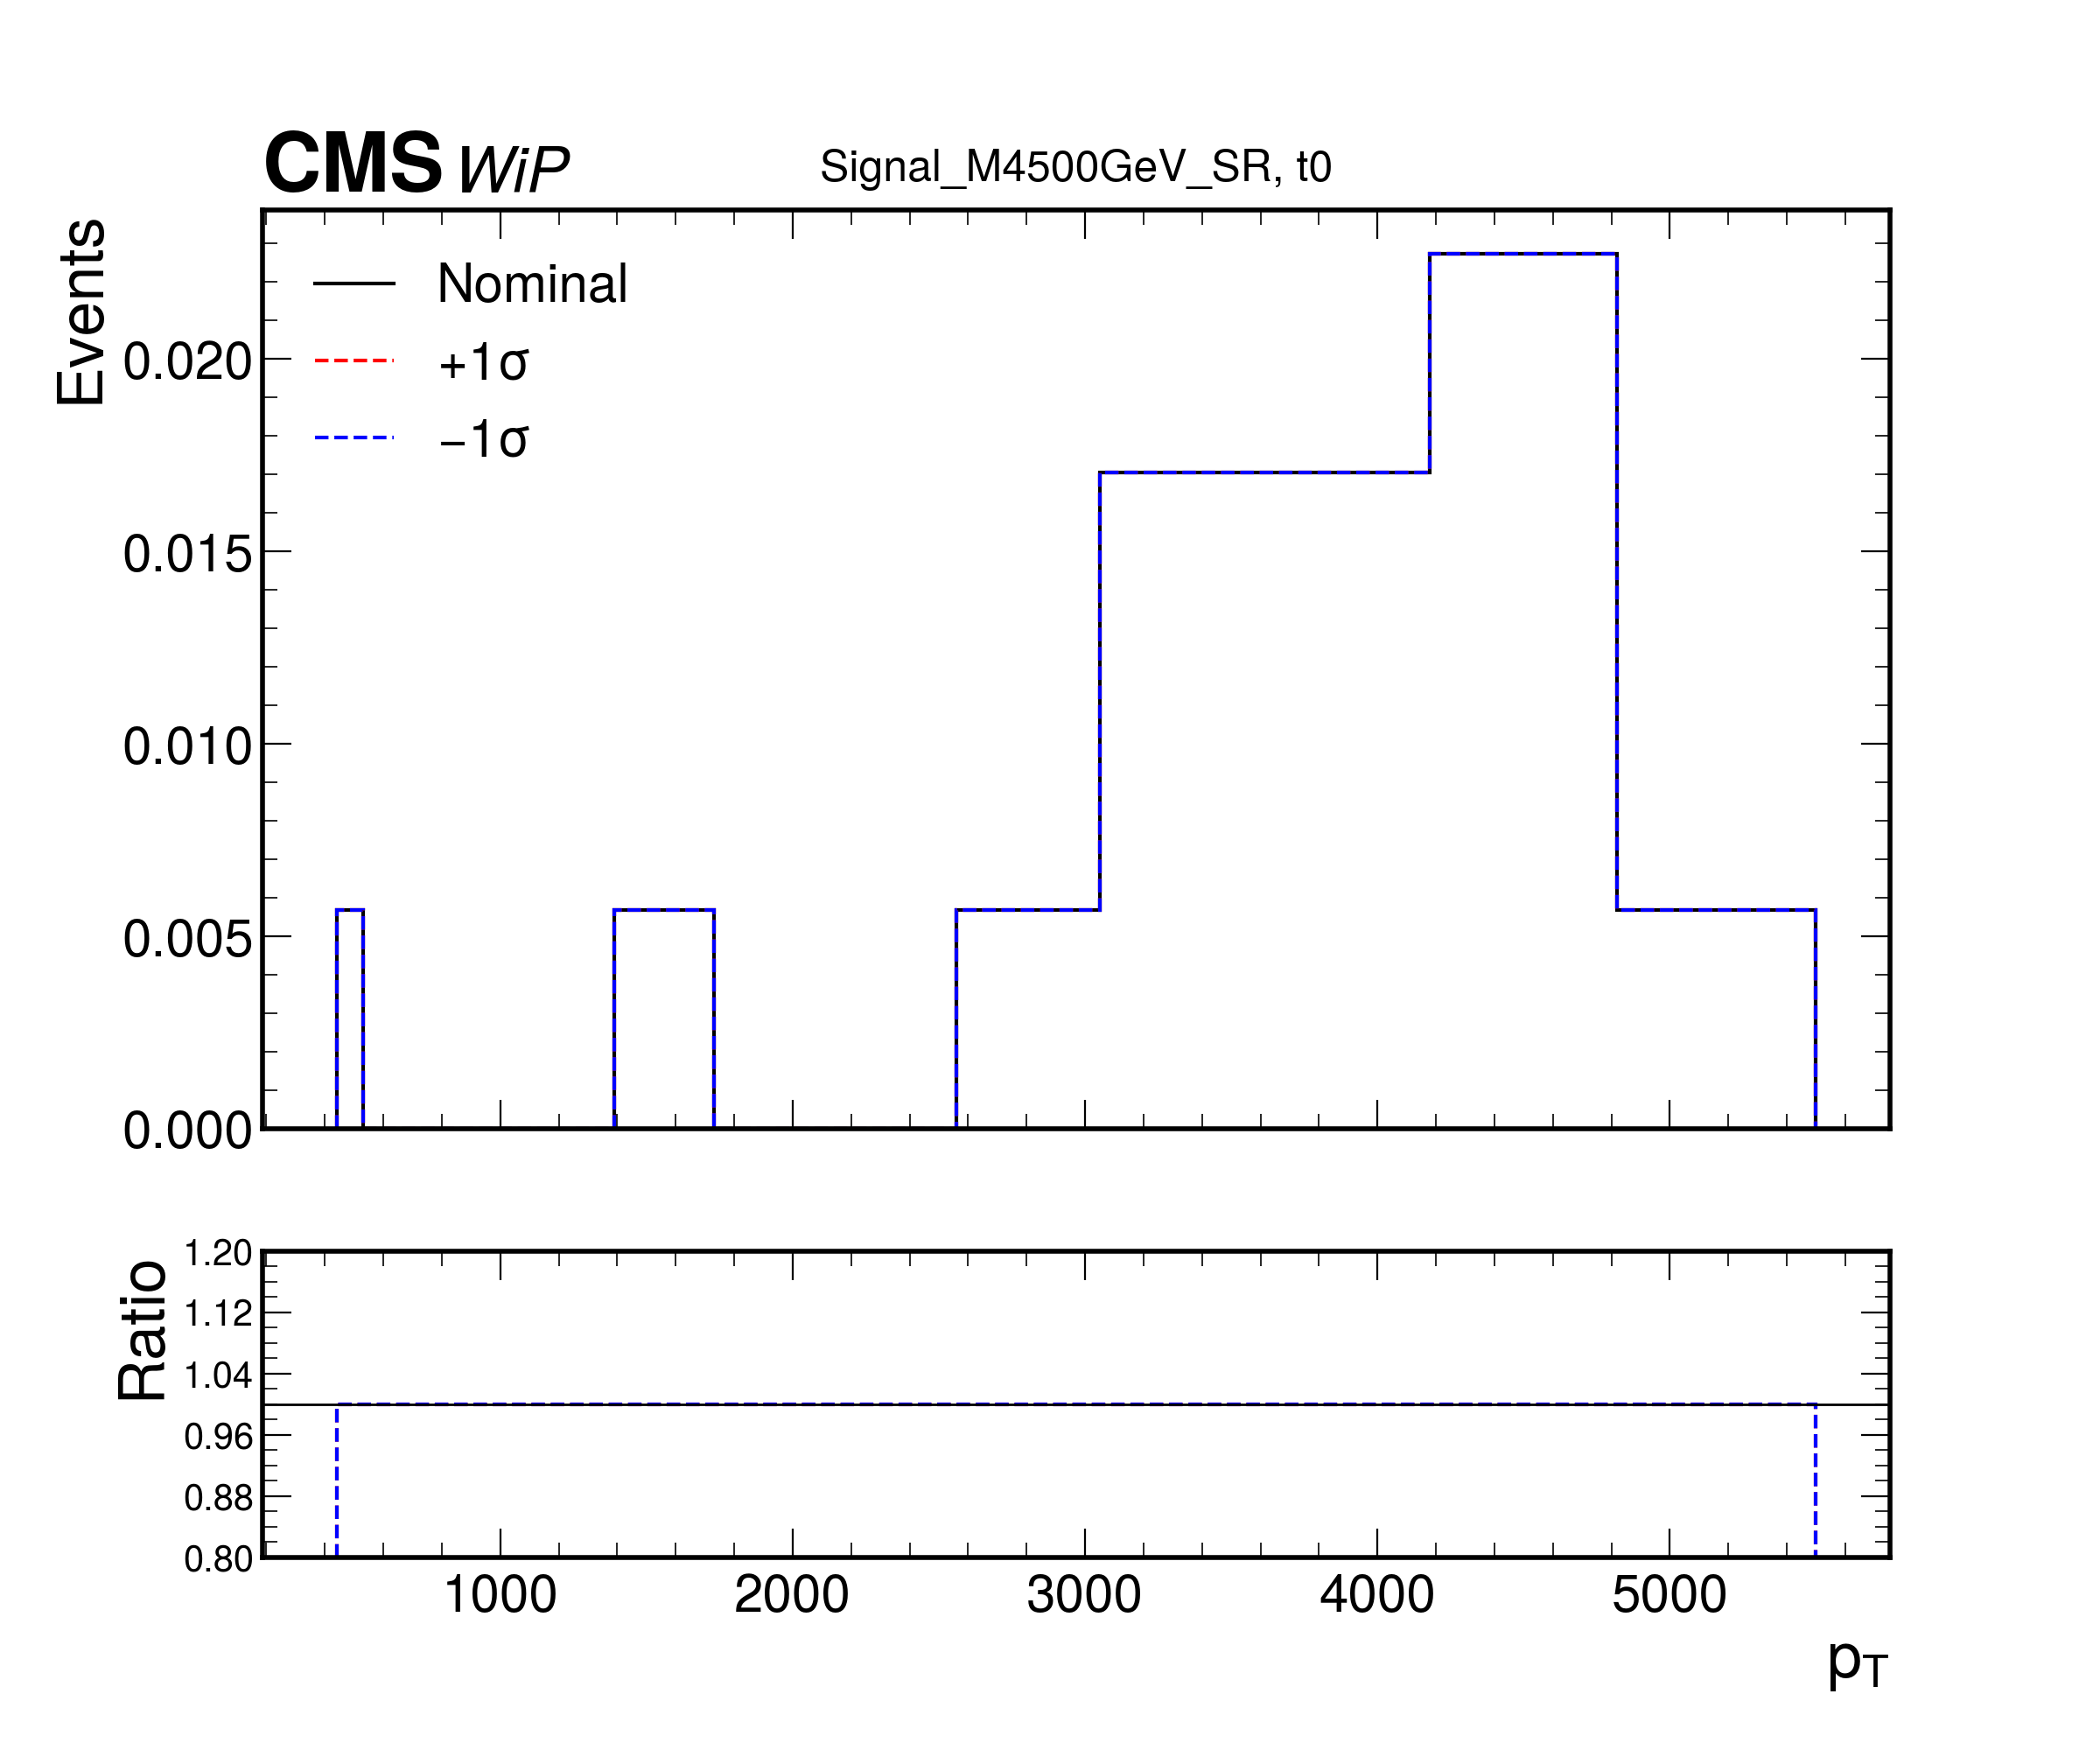 CMS WiP
Signal_M4500GeV_SR, t0
Events
Nominal
+1σ
−1σ
0.020
0.015
0.010
0.005
0.000
Ratio
1.20
1.12
1.04
0.96
0.88
0.80
1000 2000 3000 4000 5000
pT